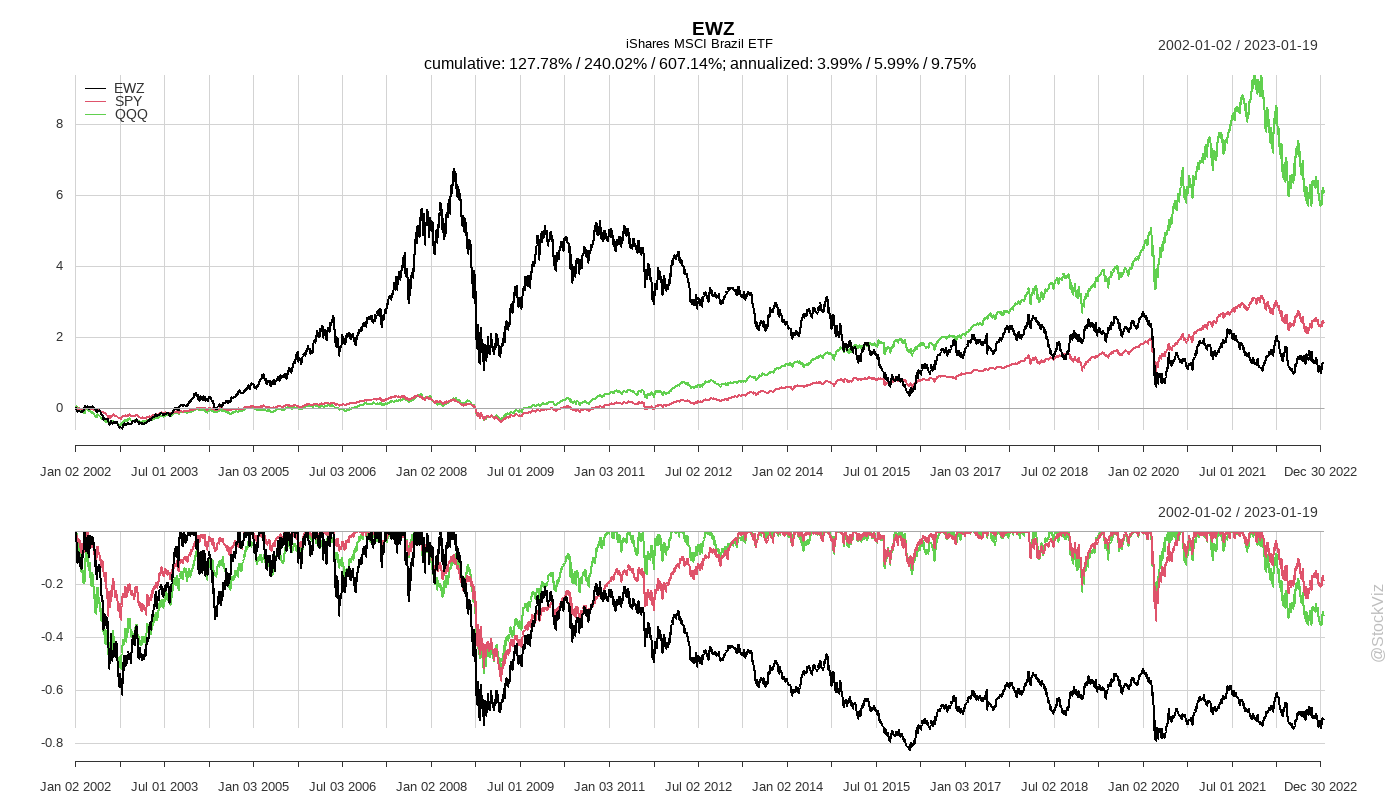 EWZ
iShares MSCI Brazil ETF
2002-01-02 / 2023-01-19
cumulative: 127.78% / 240.02% / 607.14%; annualized: 3.99% / 5.99% / 9.75%
EWZ
SPY
QQQ
8
6
4
2
0
Jan 02 2002 Jul 01 2003 Jan 03 2005 Jul 03 2006 Jan 02 2008 Jul 01 2009 Jan 03 2011 Jul 02 2012 Jan 02 2014 Jul 01 2015 Jan 03 2017 Jul 02 2018 Jan 02 2020 Jul 01 2021 Dec 30 2022
2002-01-02 / 2023-01-19
-0.2
-0.4
-0.6
-0.8
Jan 02 2002 Jul 01 2003 Jan 03 2005 Jul 03 2006 Jan 02 2008 Jul 01 2009 Jan 03 2011 Jul 02 2012 Jan 02 2014 Jul 01 2015 Jan 03 2017 Jul 02 2018 Jan 02 2020 Jul 01 2021 Dec 30 2022
@StockViz